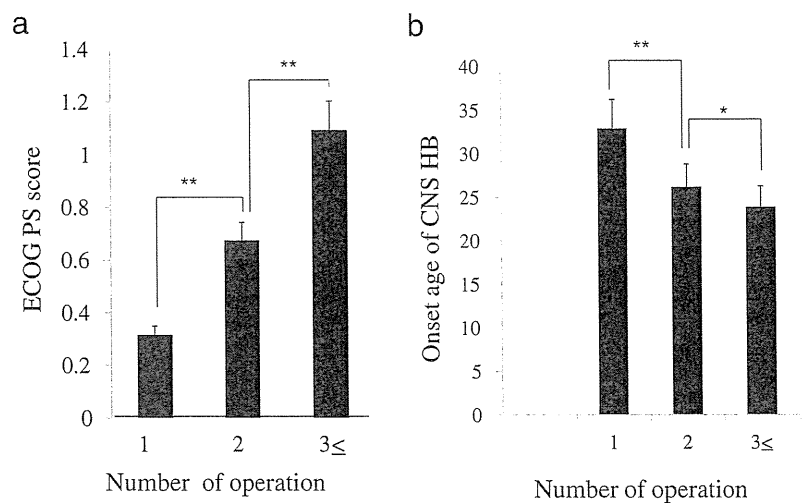 a
1.4
1.2
1
0.8
0.6
0.4
0.2
0
ECOG PS score
**
**
1 2 3≤
Number of operation
b
40
35
30
25
20
15
10
5
0
Onset age of CNS HB
**
*
1 2 3≤
Number of operation